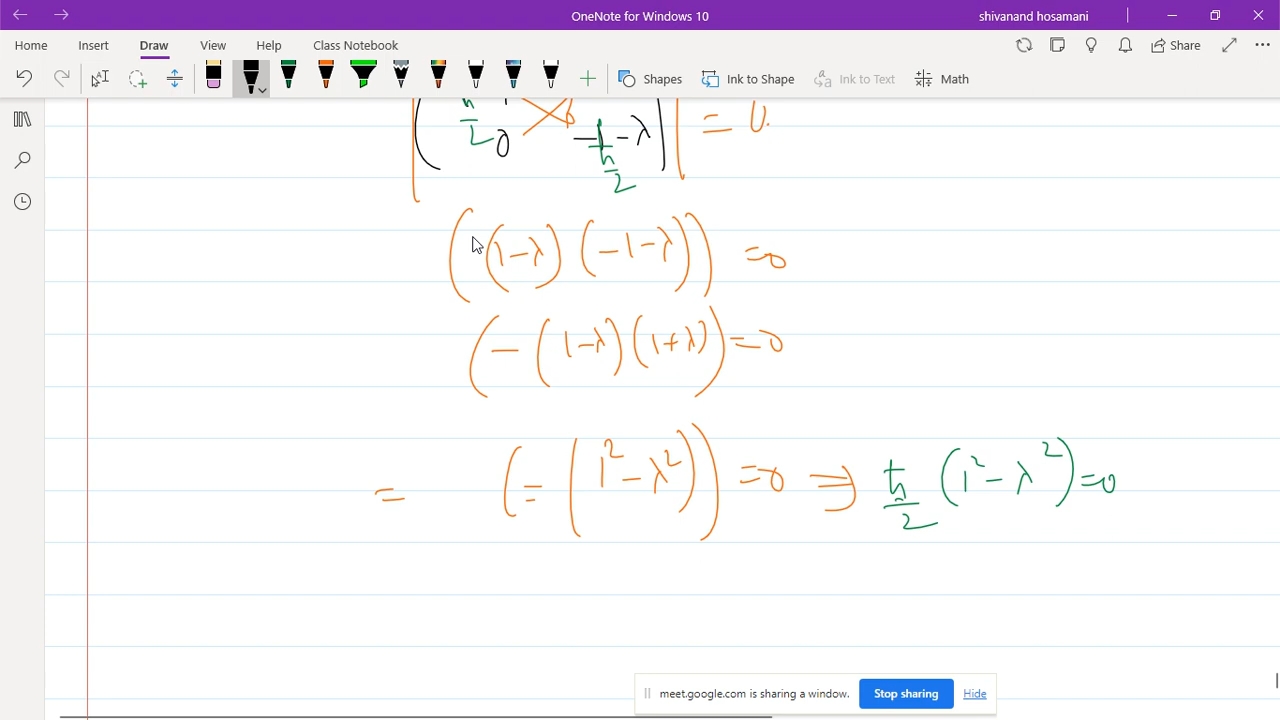 OneNote for Windows 10
shivanand hosamani
Home Insert Draw View Help Class Notebook Share
Shapes Ink to Shape Ink to Text Math
ħ/2 0 -ħ/2 - λ = 0.
((1-λ) (-1-λ)) = 0
(-((1-λ)(1+λ)) = 0
= (= (1² - λ²)) = 0 ⇒ ħ/2 (1² - λ²) = 0
meet.google.com is sharing a window. Stop sharing Hide